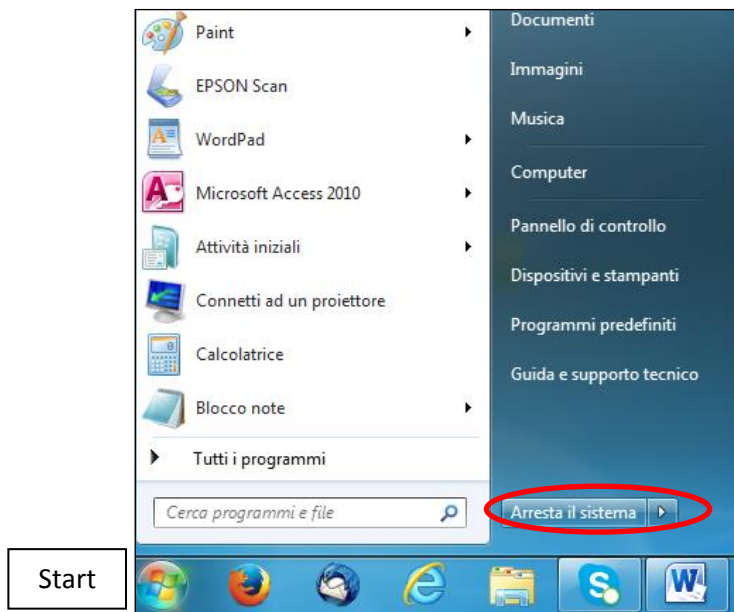 Paint
EPSON Scan
WordPad
Microsoft Access 2010
Attività iniziali
Connetti ad un proiettore
Calcolatrice
Blocco note
Tutti i programmi
Cerca programmi e file
Documenti
Immagini
Musica
Computer
Pannello di controllo
Dispositivi e stampanti
Programmi predefiniti
Guida e supporto tecnico
Arresta il sistema
Start